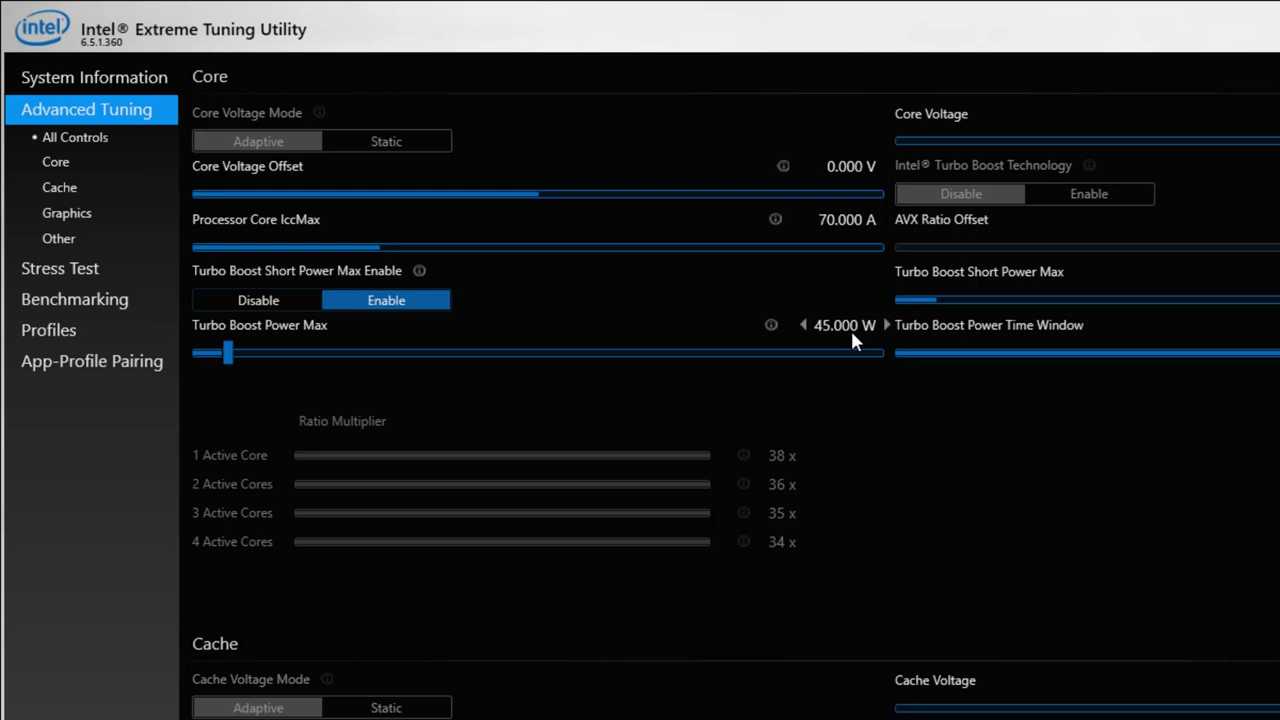 intel
Intel® Extreme Tuning Utility
6.5.1.360
System Information
Advanced Tuning
• All Controls
Core
Cache
Graphics
Other
Stress Test
Benchmarking
Profiles
App-Profile Pairing
Core
Core Voltage Mode
Adaptive Static
Core Voltage Offset 0.000 V
Processor Core IccMax 70.000 A
Turbo Boost Short Power Max Enable
Disable Enable
Turbo Boost Power Max 45.000 W
Core Voltage
Intel® Turbo Boost Technology
Disable Enable
AVX Ratio Offset
Turbo Boost Short Power Max
Turbo Boost Power Time Window
Ratio Multiplier
1 Active Core 38 x
2 Active Cores 36 x
3 Active Cores 35 x
4 Active Cores 34 x
Cache
Cache Voltage Mode
Adaptive Static
Cache Voltage